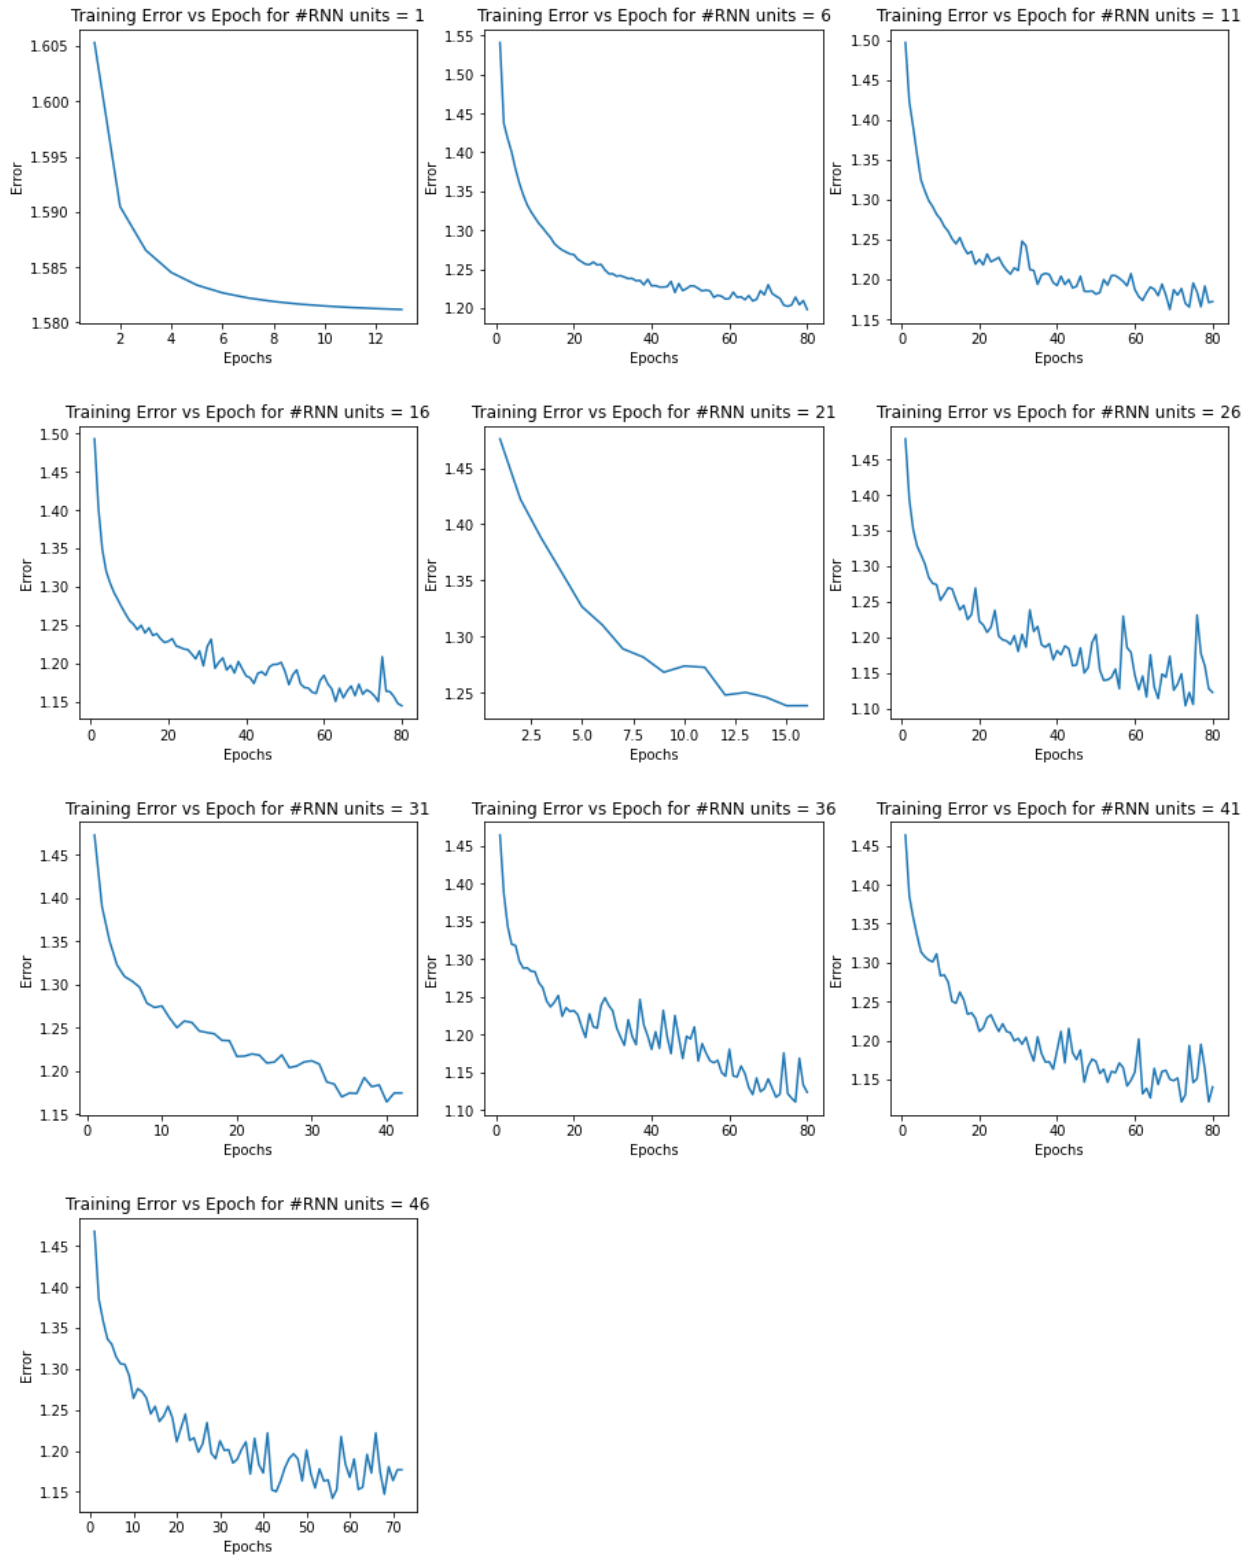 Training Error vs Epoch for #RNN units = 1
1.605
1.600
1.595
1.590
1.585
1.580
Error
2 4 6 8 10 12
Epochs
Training Error vs Epoch for #RNN units = 6
1.55
1.50
1.45
1.40
1.35
1.30
1.25
1.20
Error
0 20 40 60 80
Epochs
Training Error vs Epoch for #RNN units = 11
1.50
1.45
1.40
1.35
1.30
1.25
1.20
1.15
Error
0 20 40 60 80
Epochs
Training Error vs Epoch for #RNN units = 16
1.50
1.45
1.40
1.35
1.30
1.25
1.20
1.15
Error
0 20 40 60 80
Epochs
Training Error vs Epoch for #RNN units = 21
1.45
1.40
1.35
1.30
1.25
Error
2.5 5.0 7.5 10.0 12.5 15.0
Epochs
Training Error vs Epoch for #RNN units = 26
1.45
1.40
1.35
1.30
1.25
1.20
1.15
1.10
Error
0 20 40 60 80
Epochs
Training Error vs Epoch for #RNN units = 31
1.45
1.40
1.35
1.30
1.25
1.20
1.15
Error
0 10 20 30 40
Epochs
Training Error vs Epoch for #RNN units = 36
1.45
1.40
1.35
1.30
1.25
1.20
1.15
1.10
Error
0 20 40 60 80
Epochs
Training Error vs Epoch for #RNN units = 41
1.45
1.40
1.35
1.30
1.25
1.20
1.15
Error
0 20 40 60 80
Epochs
Training Error vs Epoch for #RNN units = 46
1.45
1.40
1.35
1.30
1.25
1.20
1.15
Error
0 10 20 30 40 50 60 70
Epochs